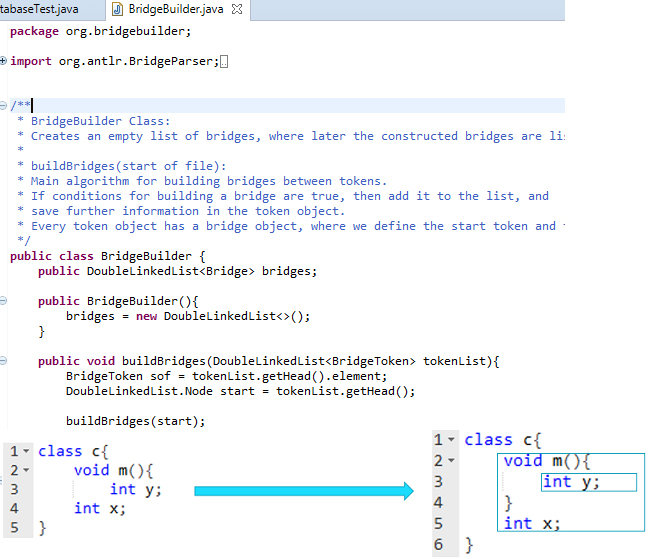 tabaseTest.java BridgeBuilder.java
package org.bridgebuilder;
import org.antlr.BridgeParser;
/**
* BridgeBuilder Class:
* Creates an empty list of bridges, where later the constructed bridges are
*
* buildBridges(start of file):
* Main algorithm for building bridges between tokens.
* If conditions for building a bridge are true, then add it to the list, and
* save further information in the token object.
* Every token object has a bridge object, where we define the start token and
*/
public class BridgeBuilder {
public DoubleLinkedList<Bridge> bridges;
public BridgeBuilder(){
bridges = new DoubleLinkedList<>();
}
public void buildBridges(DoubleLinkedList<BridgeToken> tokenList){
BridgeToken sof = tokenList.getHead().element;
DoubleLinkedList.Node start = tokenList.getHead();
buildBridges(start);
1 class c{
2 void m(){
3 int y;
4 int x;
5 }
1 class c{
2 void m(){
3 int y;
4 }
5 int x;
6 }